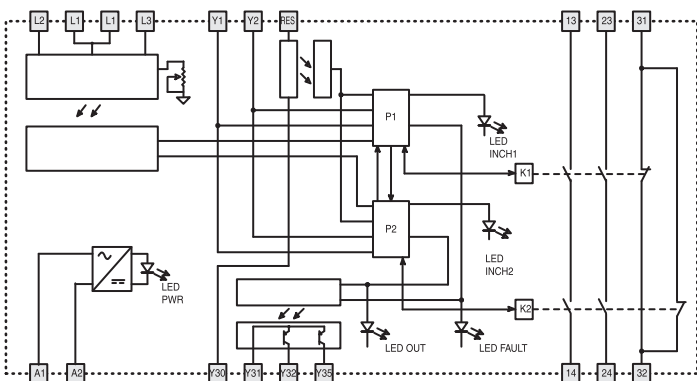 L2 L1 L1 L3 Y1 Y2 RES 13 23 31
P1
LED
INCH1
K1
P2
LED
INCH2
LED
PWR
K2
LED OUT LED FAULT
A1 A2 Y30 Y31 Y32 Y35 14 24 32